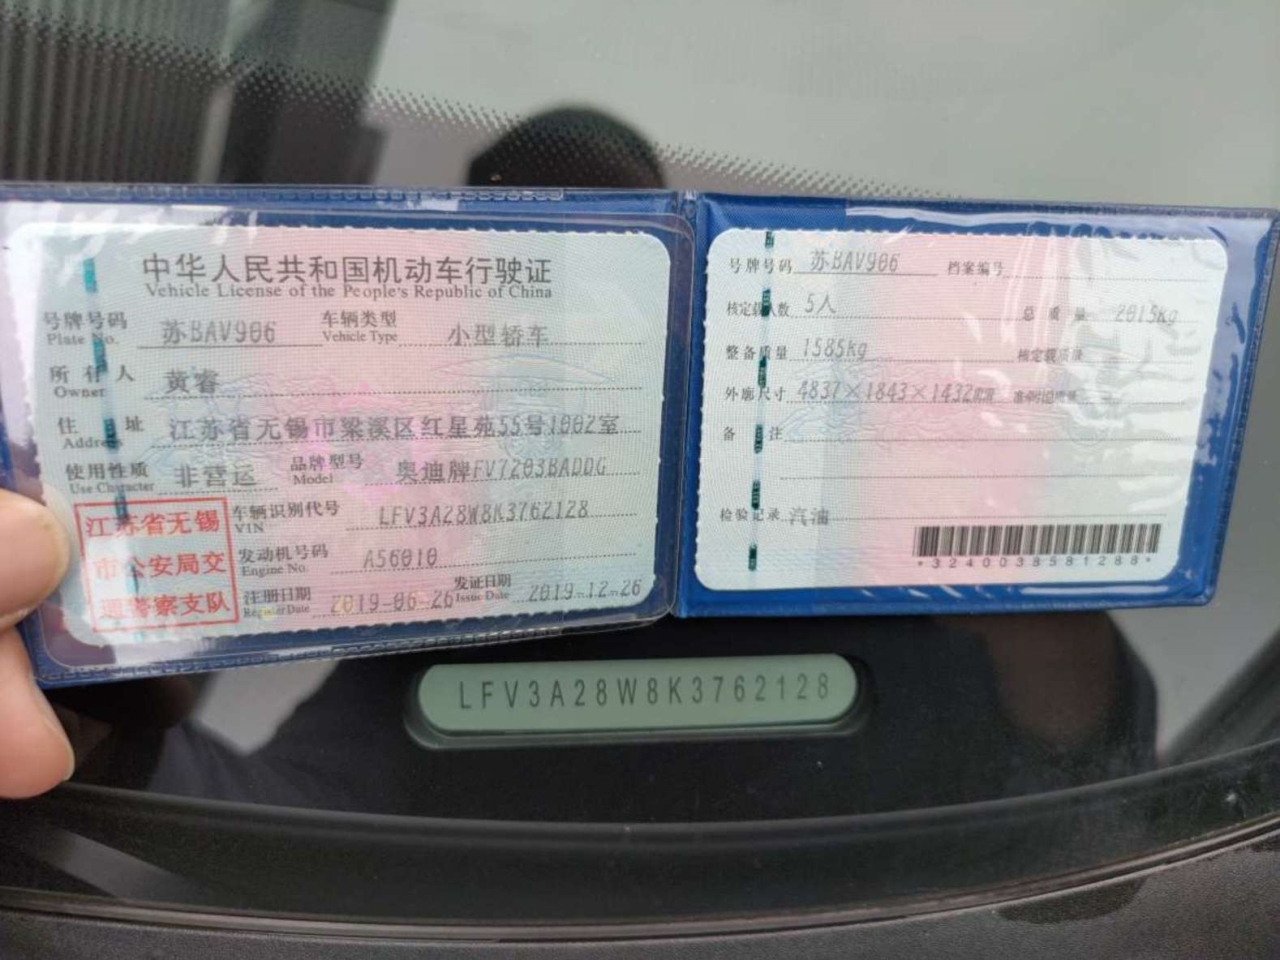 中华人民共和国机动车行驶证
Vehicle License of the People's Republic of China
号牌号码 苏BAV906 车辆类型 小型轿车
Plate No. Vehicle Type
所有人 黄睿
Owner
住址 江苏省无锡市梁溪区红星苑55号1002室
Address
使用性质 非营运 品牌型号 奥迪牌FV7203BADDG
Use Character Model
江苏省无锡
市公安局交
通警察支队
车辆识别代号 LFV3A28W8K3762128
VIN
发动机号码 A56010
Engine No.
注册日期 2019-06-26 发证日期 2019-12-26
Register Date Issue Date
号牌号码 苏BAV906 档案编号
核定载人数 5人 总质量 2015kg
整备质量 1585kg 核定载质量
外廓尺寸 4837×1843×1432mm
备注
检验记录 汽油
*3240038581288*
LFV3A28W8K3762128